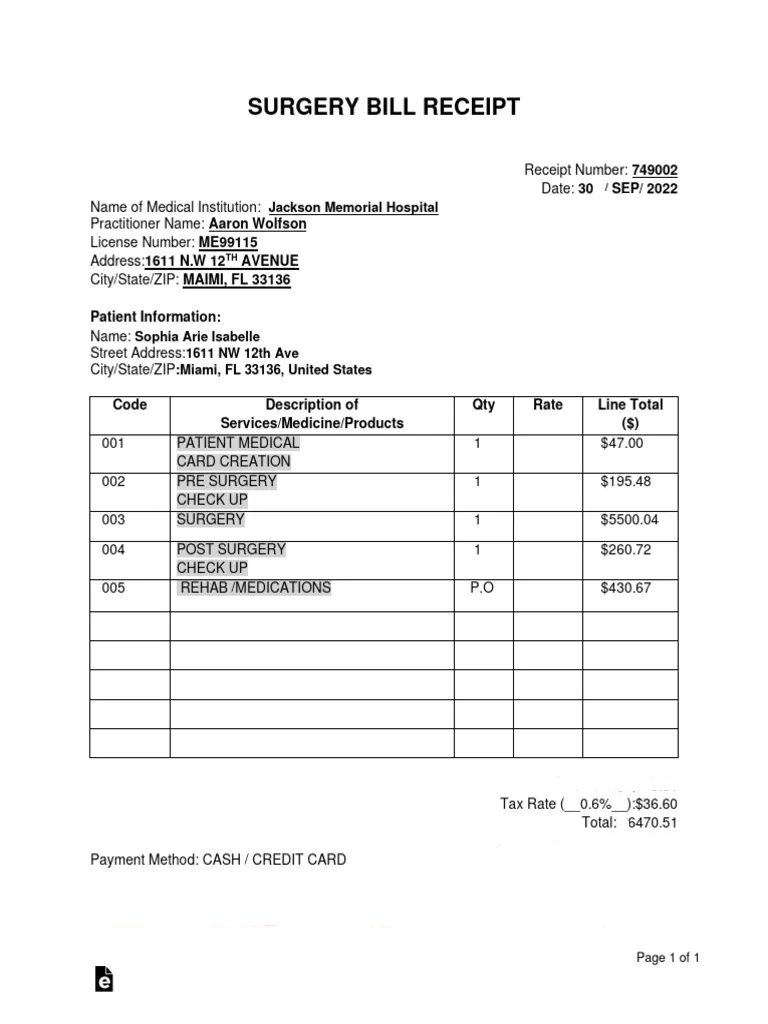 SURGERY BILL RECEIPT
Receipt Number: 749002
Date: 30 / SEP/ 2022
Name of Medical Institution: Jackson Memorial Hospital
Practitioner Name: Aaron Wolfson
License Number: ME99115
Address:1611 N.W 12TH AVENUE
City/State/ZIP: MAIMI, FL 33136
Patient Information:
Name: Sophia Arie Isabelle
Street Address:1611 NW 12th Ave
City/State/ZIP:Miami, FL 33136, United States
Code Description of Services/Medicine/Products Qty Rate Line Total ($)
001 PATIENT MEDICAL CARD CREATION 1 $47.00
002 PRE SURGERY CHECK UP 1 $195.48
003 SURGERY 1 $5500.04
004 POST SURGERY CHECK UP 1 $260.72
005 REHAB /MEDICATIONS P.O $430.67
Tax Rate (__0.6%__):$36.60
Total: 6470.51
Payment Method: CASH / CREDIT CARD
Page 1 of 1
e